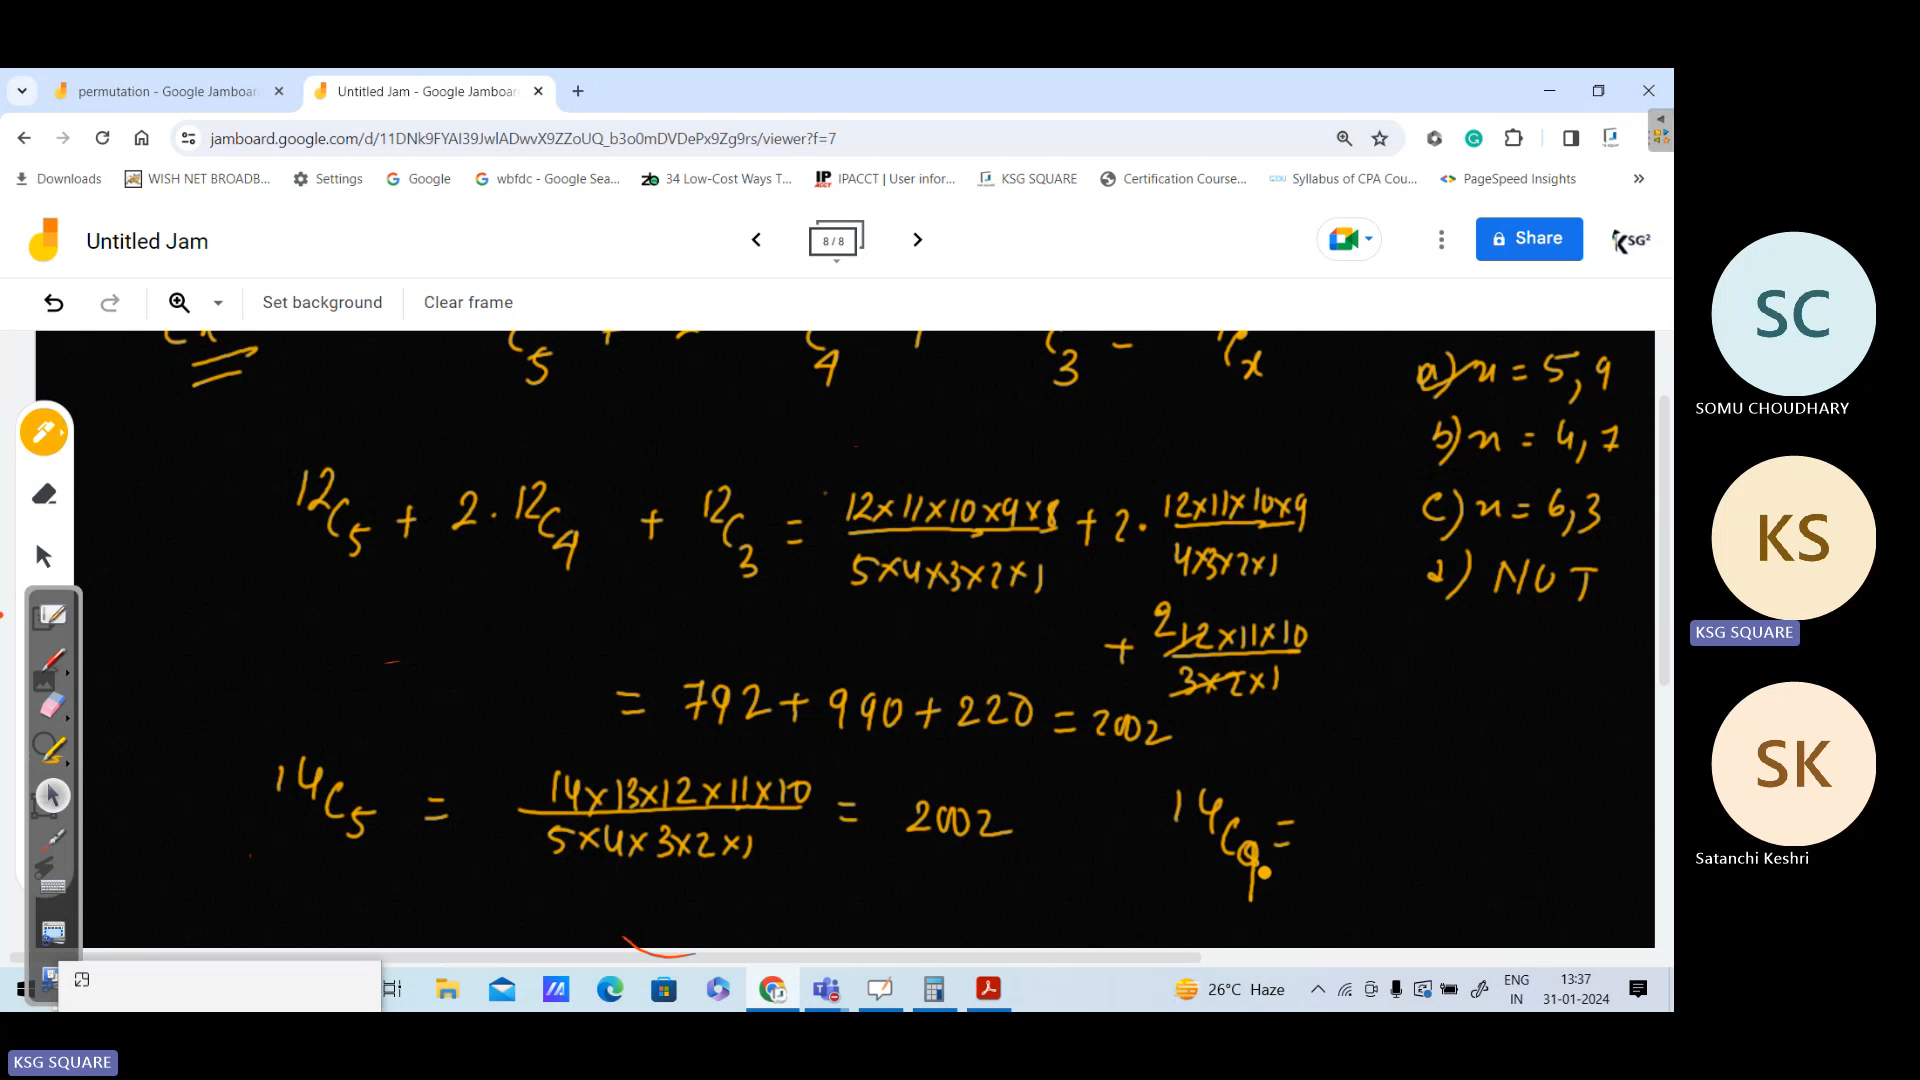 permutation - Google Jamboar
Untitled Jam - Google Jamboar
jamboard.google.com/d/11DNk9FYAI39JwlADwvX9ZZoUQ_b3o0mDVDePx9Zg9rs/viewer?f=7
Downloads WISH NET BROADB... Settings Google wbfdc - Google Sea... 34 Low-Cost Ways T... IPACCT | User infor... KSG SQUARE Certification Course... Syllabus of CPA Cou... PageSpeed Insights
Untitled Jam
8 / 8
Share
KSG²
Set background Clear frame
a) x = 5, 9
b) x = 4, 7
c) x = 6, 3
d) NOT
¹²C₅ + 2 · ¹²C₄ + ¹²C₃ = 12×11×10×9×8 / 5×4×3×2×1 + 2 · 12×11×10×9 / 4×3×2×1
+ 2 12×11×10 / 3×2×1
= 792 + 990 + 220 = 2002
¹⁴C₅ = 14×13×12×11×10 / 5×4×3×2×1 = 2002
¹⁴C₉ =
SC
SOMU CHOUDHARY
KS
KSG SQUARE
SK
Satanchi Keshri
26°C Haze
ENG
IN
13:37
31-01-2024
KSG SQUARE